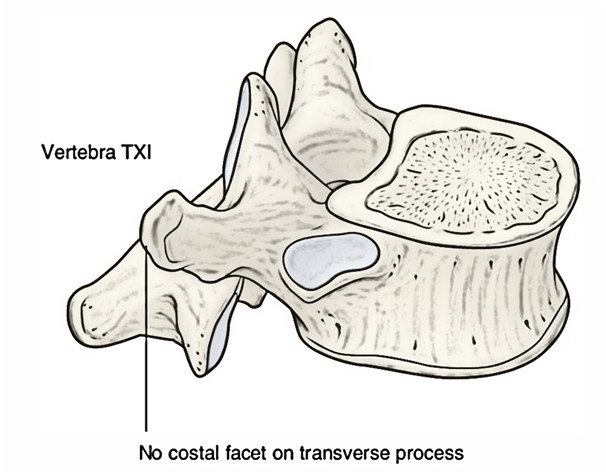 Vertebra TXI
No costal facet on transverse process